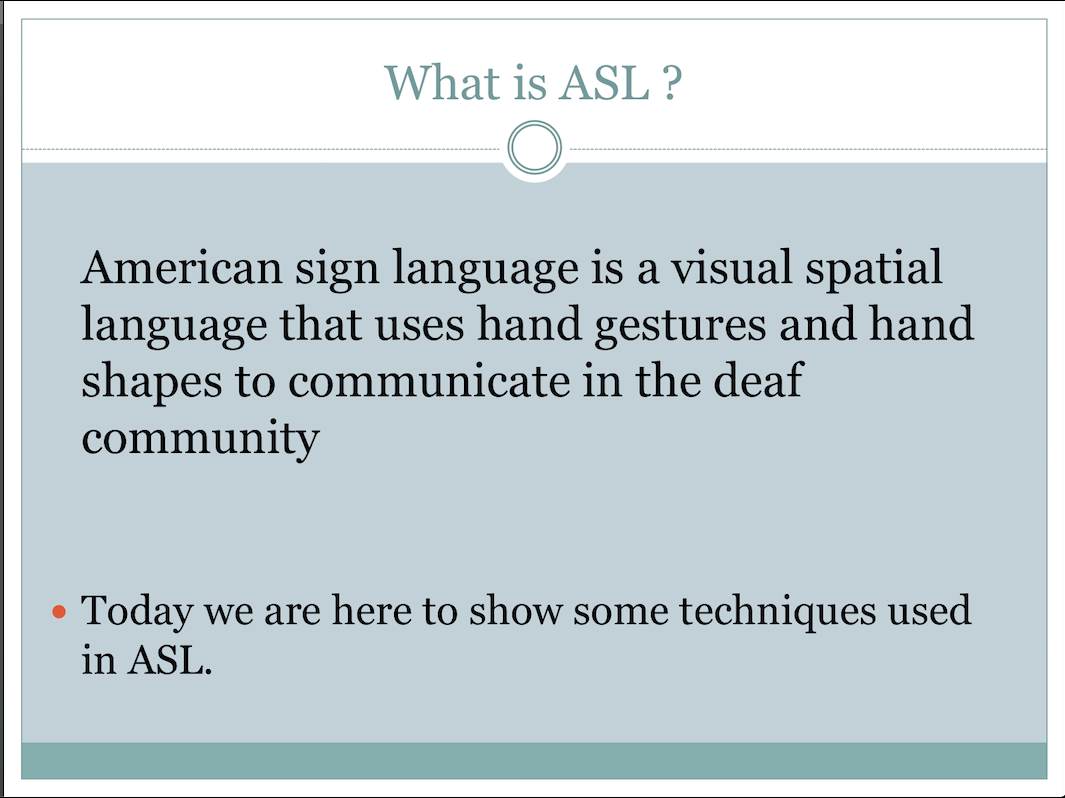 What is ASL ?
American sign language is a visual spatial
language that uses hand gestures and hand
shapes to communicate in the deaf
community
• Today we are here to show some techniques used
in ASL.